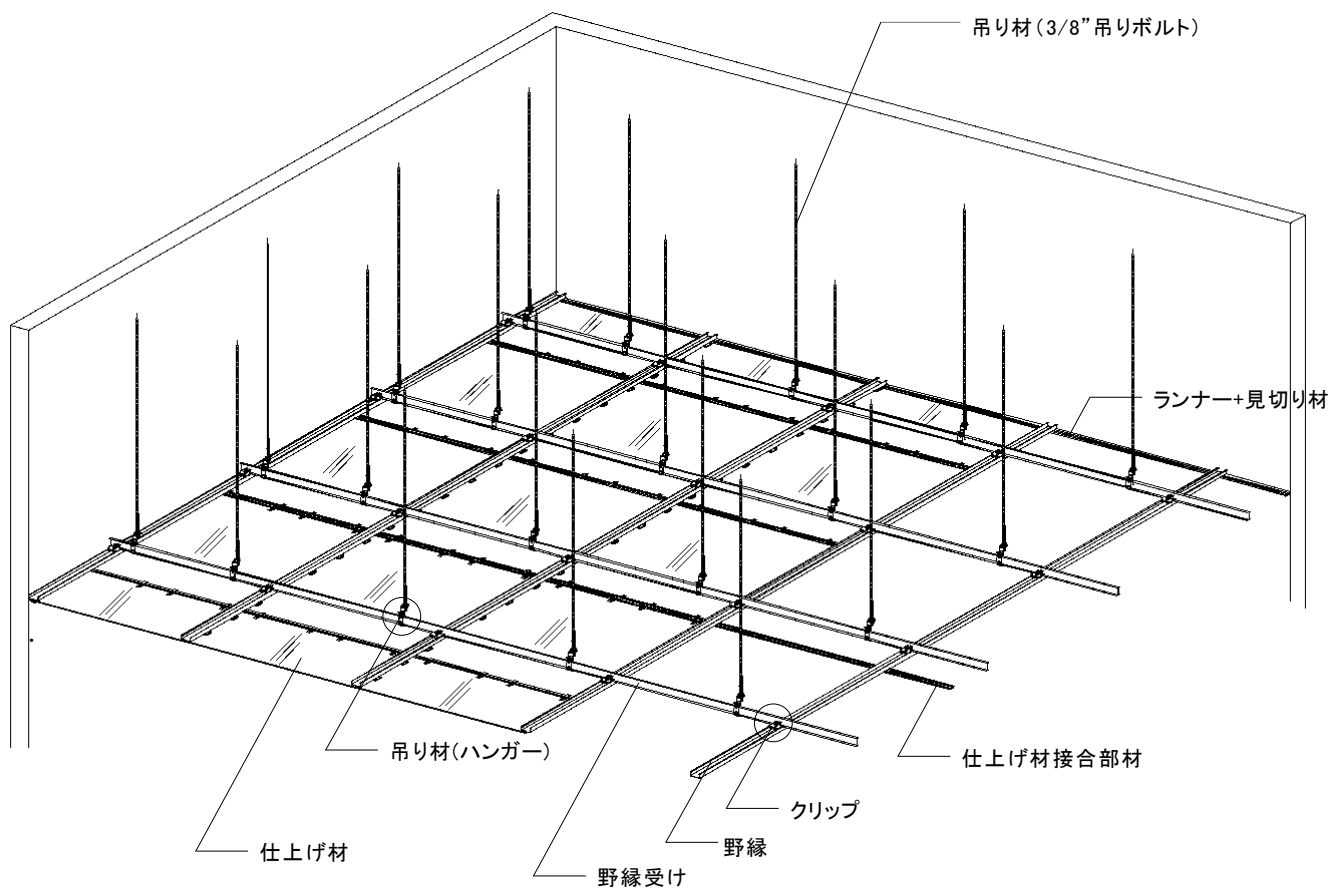 吊り材(3/8”吊りボルト)
ランナー+見切り材
吊り材(ハンガー)
仕上げ材接合部材
クリップ
野縁
仕上げ材
野縁受け